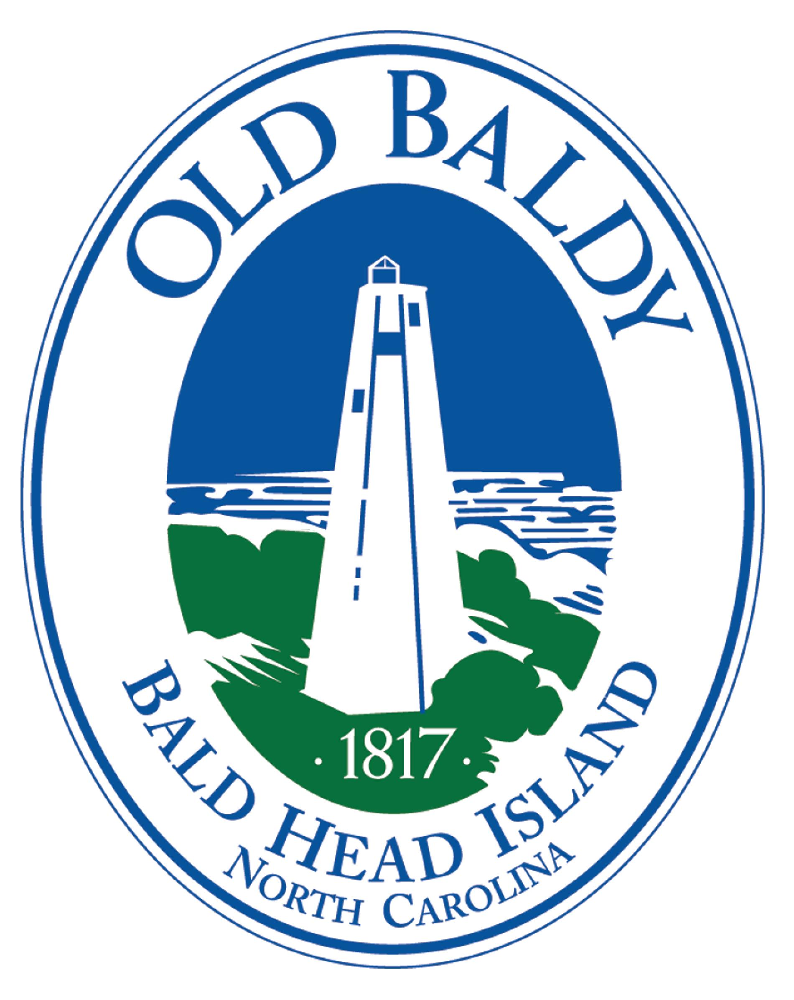 OLD BALDY
· 1817 ·
BALD HEAD ISLAND
NORTH CAROLINA